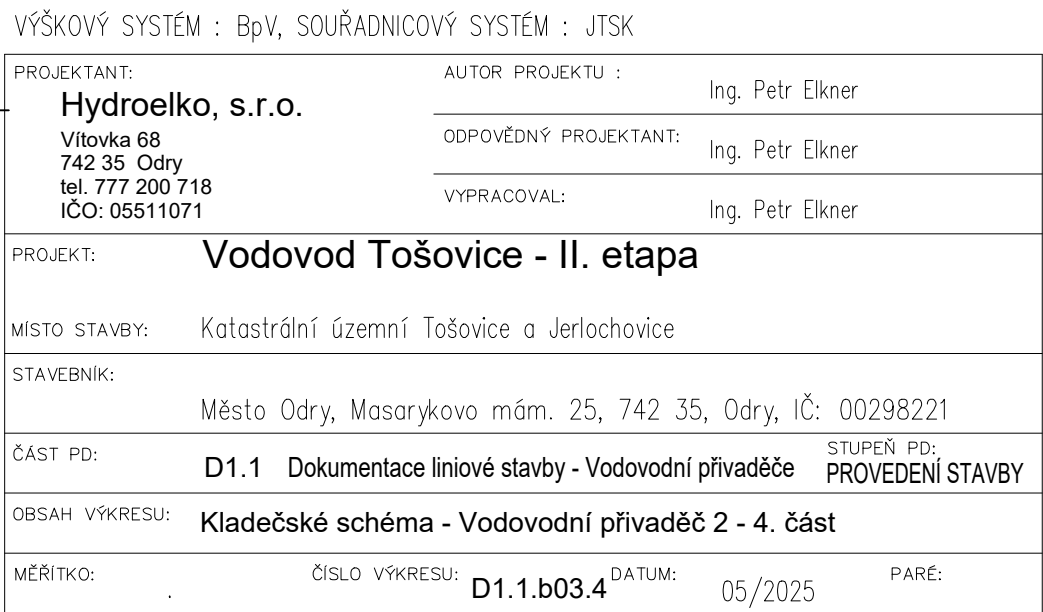 VÝŠKOVÝ SYSTÉM : BpV, SOUŘADNICOVÝ SYSTÉM : JTSK
PROJEKTANT:
Hydroelko, s.r.o.
Vítovka 68
742 35 Odry
tel. 777 200 718
IČO: 05511071
AUTOR PROJEKTU : Ing. Petr Elkner
ODPOVĚDNÝ PROJEKTANT: Ing. Petr Elkner
VYPRACOVAL: Ing. Petr Elkner
PROJEKT: Vodovod Tošovice - II. etapa
MÍSTO STAVBY: Katastrální územní Tošovice a Jerlochovice
STAVEBNÍK:
Město Odry, Masarykovo mám. 25, 742 35, Odry, IČ: 00298221
ČÁST PD: D1.1 Dokumentace liniové stavby - Vodovodní přivaděče
STUPEŇ PD:
PROVEDENÍ STAVBY
OBSAH VÝKRESU: Kladečské schéma - Vodovodní přivaděč 2 - 4. část
MĚŘÍTKO: . ČÍSLO VÝKRESU: D1.1.b03.4 DATUM: 05/2025 PARÉ: